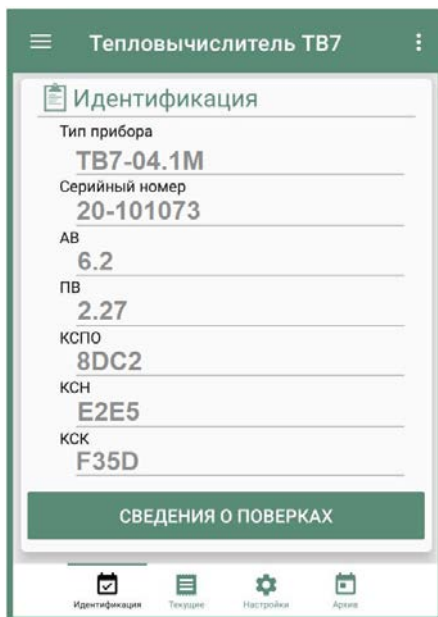 Тепловычислитель ТВ7
Идентификация
Тип прибора
ТВ7-04.1М
Серийный номер
20-101073
АВ
6.2
ПВ
2.27
КСПО
8DC2
КСН
E2E5
КСК
F35D
СВЕДЕНИЯ О ПОВЕРКАХ
Идентификация Текущие Настройки Архив